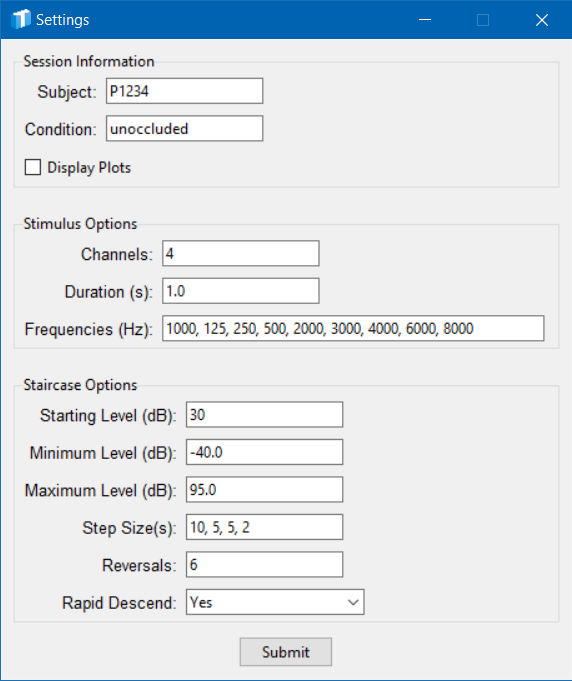 Settings
Session Information
Subject: P1234
Condition: unoccluded
Display Plots
Stimulus Options
Channels: 4
Duration (s): 1.0
Frequencies (Hz): 1000, 125, 250, 500, 2000, 3000, 4000, 6000, 8000
Staircase Options
Starting Level (dB): 30
Minimum Level (dB): -40.0
Maximum Level (dB): 95.0
Step Size(s): 10, 5, 5, 2
Reversals: 6
Rapid Descend: Yes
Submit